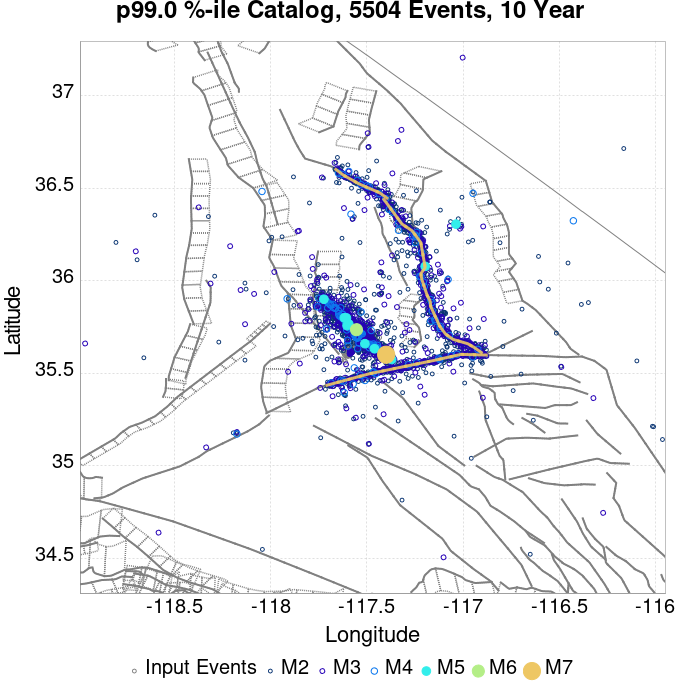 p99.0 %-ile Catalog, 5504 Events, 10 Year
37
36.5
36
35.5
35
34.5
Latitude
-118.5 -118 -117.5 -117 -116.5 -116
Longitude
Input Events M2 M3 M4 M5 M6 M7